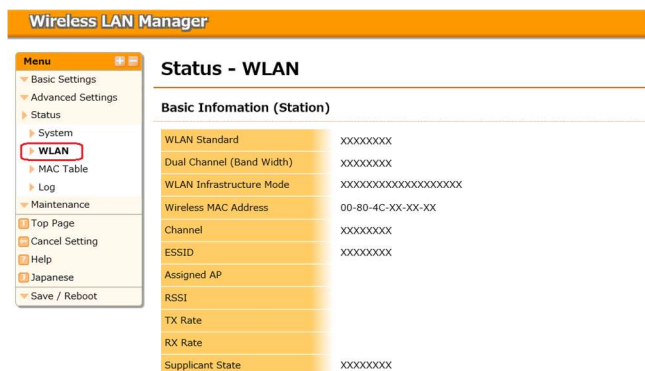 Wireless LAN Manager
Menu
Basic Settings
Advanced Settings
Status
System
WLAN
MAC Table
Log
Maintenance
Top Page
Cancel Setting
Help
Japanese
Save / Reboot
Status - WLAN
Basic Infomation (Station)
WLAN Standard XXXXXXXX
Dual Channel (Band Width) XXXXXXXX
WLAN Infrastructure Mode XXXXXXXXXXXXXXXXXXX
Wireless MAC Address 00-80-4C-XX-XX-XX
Channel XXXXXXXX
ESSID XXXXXXXX
Assigned AP
RSSI
TX Rate
RX Rate
Supplicant State XXXXXXXX